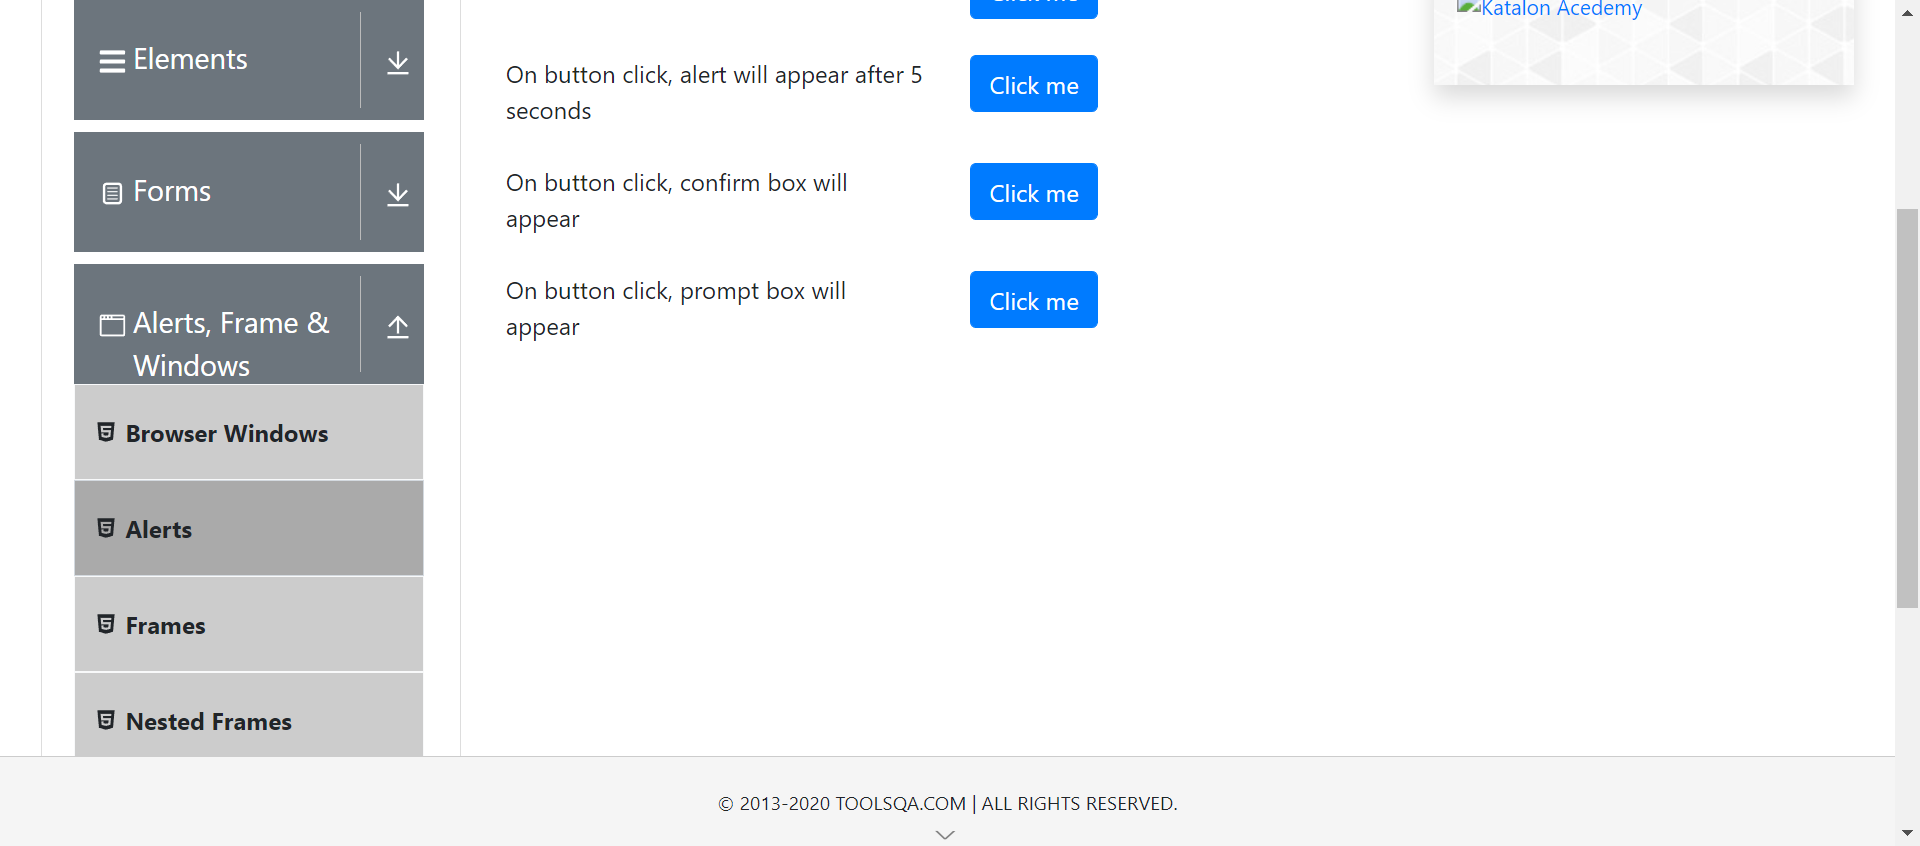 Elements
Forms
Alerts, Frame &
Windows
Browser Windows
Alerts
Frames
Nested Frames
Click me
On button click, alert will appear after 5
seconds
Click me
On button click, confirm box will
appear
Click me
On button click, prompt box will
appear
Click me
Katalon Acedemy
© 2013-2020 TOOLSQA.COM | ALL RIGHTS RESERVED.